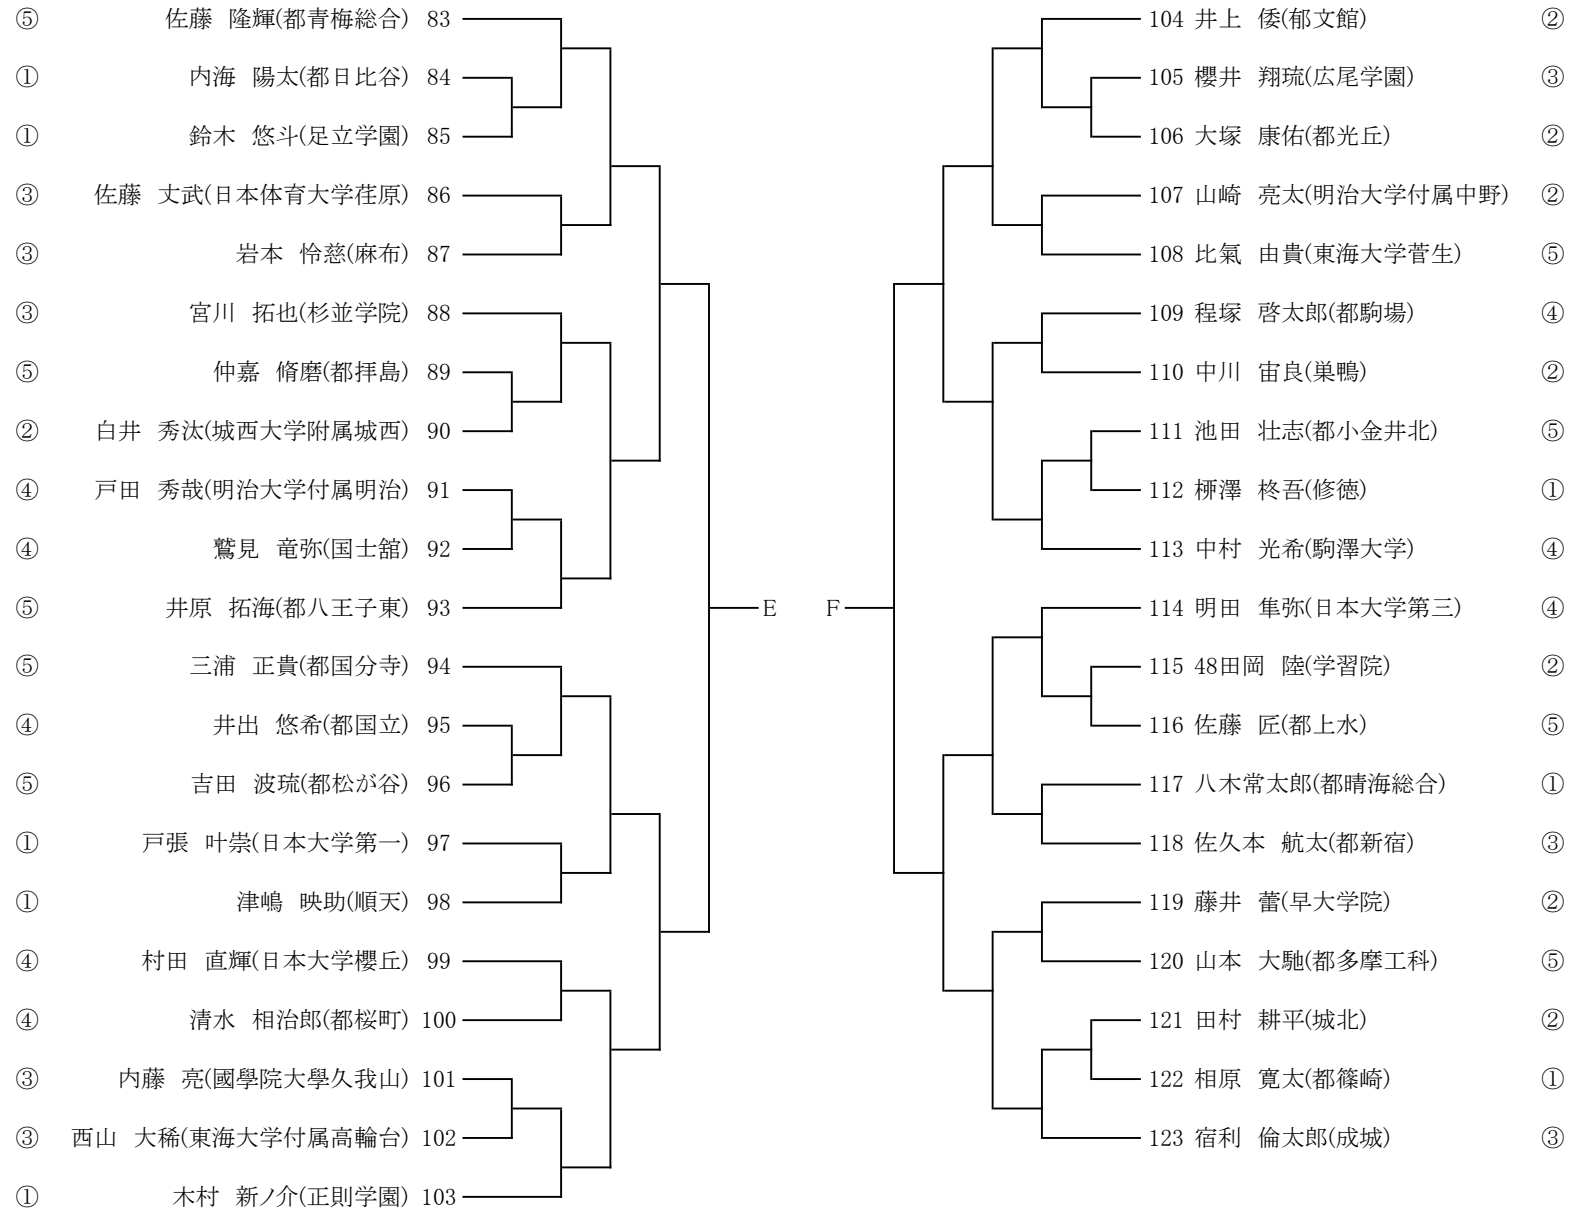 ⑤ 佐藤 隆輝(都青梅総合) 83
① 内海 陽太(都日比谷) 84
① 鈴木 悠斗(足立学園) 85
③ 佐藤 丈武(日本体育大学荏原) 86
③ 岩本 怜慈(麻布) 87
③ 宮川 拓也(杉並学院) 88
⑤ 仲嘉 脩磨(都拝島) 89
② 白井 秀汰(城西大学附属城西) 90
④ 戸田 秀哉(明治大学付属明治) 91
④ 鷲見 竜弥(国士舘) 92
⑤ 井原 拓海(都八王子東) 93
⑤ 三浦 正貴(都国分寺) 94
④ 井出 悠希(都国立) 95
⑤ 吉田 波琉(都松が谷) 96
① 戸張 叶崇(日本大学第一) 97
① 津嶋 映助(順天) 98
④ 村田 直輝(日本大学櫻丘) 99
④ 清水 相治郎(都桜町) 100
③ 内藤 亮(國學院大學久我山) 101
③ 西山 大稀(東海大学付属高輪台) 102
① 木村 新ノ介(正則学園) 103
E
F
104 井上 倭(郁文館) ②
105 櫻井 翔琉(広尾学園) ③
106 大塚 康佑(都光丘) ②
107 山崎 亮太(明治大学付属中野) ②
108 比氣 由貴(東海大学菅生) ⑤
109 程塚 啓太郎(都駒場) ④
110 中川 宙良(巣鴨) ②
111 池田 壮志(都小金井北) ⑤
112 栁澤 柊吾(修徳) ①
113 中村 光希(駒澤大学) ④
114 明田 隼弥(日本大学第三) ④
115 48田岡 陸(学習院) ②
116 佐藤 匠(都上水) ⑤
117 八木常太郎(都晴海総合) ①
118 佐久本 航太(都新宿) ③
119 藤井 蕾(早大学院) ②
120 山本 大馳(都多摩工科) ⑤
121 田村 耕平(城北) ②
122 相原 寛太(都篠崎) ①
123 宿利 倫太郎(成城) ③